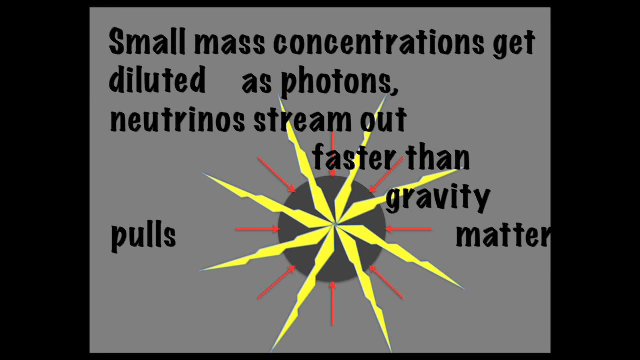 Small mass concentrations get
diluted as photons,
neutrinos stream out
faster than
gravity
pulls matter